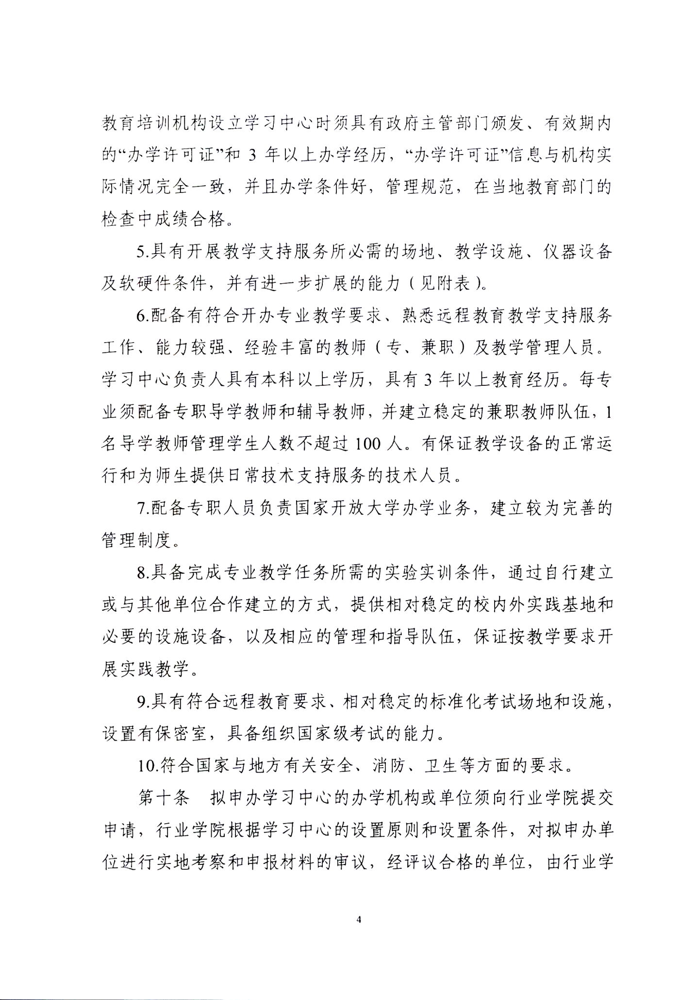 教育培训机构设立学习中心时须具有政府主管部门颁发、有效期内
的“办学许可证”和 3 年以上办学经历，“办学许可证”信息与机构实
际情况完全一致，并且办学条件好，管理规范，在当地教育部门的
检查中成绩合格。
5.具有开展教学支持服务所必需的场地、教学设施、仪器设备
及软硬件条件，并有进一步扩展的能力（见附表）。
6.配备有符合开办专业教学要求、熟悉远程教育教学支持服务
工作、能力较强、经验丰富的教师（专、兼职）及教学管理人员。
学习中心负责人具有本科以上学历，具有 3 年以上教育经历。每专
业须配备专职导学教师和辅导教师，并建立稳定的兼职教师队伍，1
名导学教师管理学生人数不超过 100 人。有保证教学设备的正常运
行和为师生提供日常技术支持服务的技术人员。
7.配备专职人员负责国家开放大学办学业务，建立较为完善的
管理制度。
8.具备完成专业教学任务所需的实验实训条件，通过自行建立
或与其他单位合作建立的方式，提供相对稳定的校内外实践基地和
必要的设施设备，以及相应的管理和指导队伍，保证按教学要求开
展实践教学。
9.具有符合远程教育要求、相对稳定的标准化考试场地和设施，
设置有保密室，具备组织国家级考试的能力。
10.符合国家与地方有关安全、消防、卫生等方面的要求。
第十条　拟申办学习中心的办学机构或单位须向行业学院提交
申请，行业学院根据学习中心的设置原则和设置条件，对拟申办单
位进行实地考察和申报材料的审议，经评议合格的单位，由行业学
4